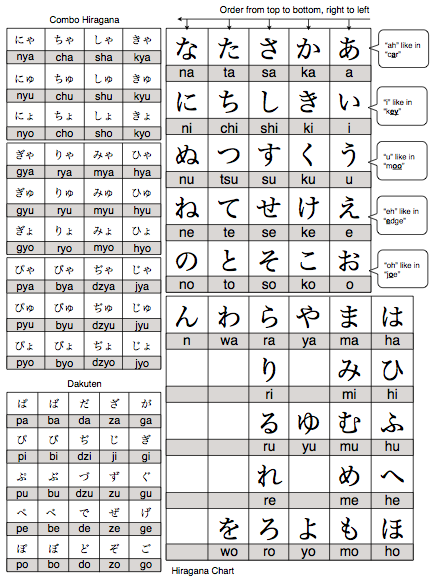 Combo Hiragana
にゃ ちゃ しゃ きゃ
nya cha sha kya
にゅ ちゅ しゅ きゅ
nyu chu shu kyu
にょ ちょ しょ きょ
nyo cho sho kyo
ぎゃ りゃ みゃ ひゃ
gya rya mya hya
ぎゅ りゅ みゅ ひゅ
gyu ryu myu hyu
ぎょ りょ みょ ひょ
gyo ryo myo hyo
ぴゃ びゃ ぢゃ じゃ
pya bya dzya jya
ぴゅ びゅ ぢゅ じゅ
pyu byu dzyu jyu
ぴょ びょ ぢょ じょ
pyo byo dzyo jyo
Dakuten
ぱ ば だ ざ が
pa ba da za ga
ぴ び ぢ じ ぎ
pi bi dzi ji gi
ぷ ぶ づ ず ぐ
pu bu dzu zu gu
ぺ べ で ぜ げ
pe be de ze ge
ぽ ぼ ど ぞ ご
po bo do zo go
Order from top to bottom, right to left
な た さ か あ
na ta sa ka a
"ah" like in
"car"
に ち し き い
ni chi shi ki i
"i" like in
"key"
ぬ つ す く う
nu tsu su ku u
"u" like in
"moo"
ね て せ け え
ne te se ke e
"eh" like in
"edge"
の と そ こ お
no to so ko o
"oh" like in
"joe"
ん わ ら や ま は
n wa ra ya ma ha
り み ひ
ri mi hi
る ゆ む ふ
ru yu mu hu
れ め へ
re me he
を ろ よ も ほ
wo ro yo mo ho
Hiragana Chart